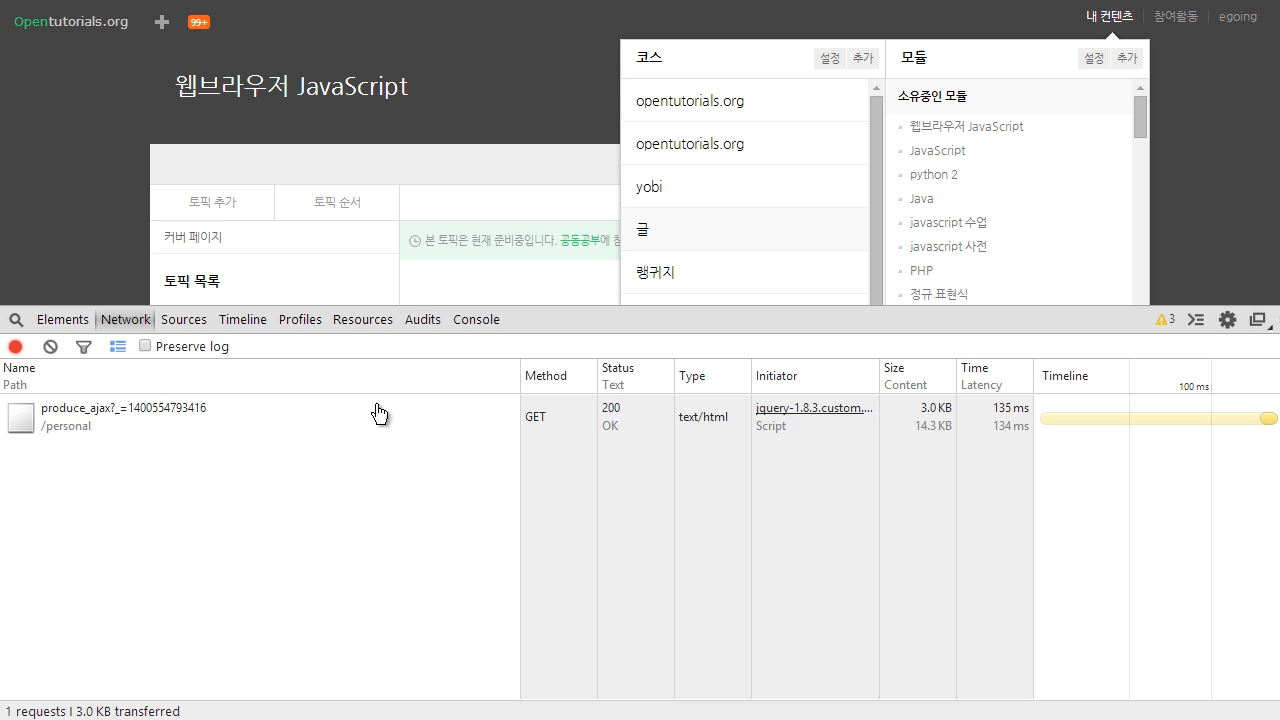 Opentutorials.org
99+
내 컨텐츠 참여활동 egoing
웹브라우저 JavaScript
코스 설정 추가
opentutorials.org
opentutorials.org
yobi
글
랭귀지
모듈 설정 추가
소유중인 모듈
웹브라우저 JavaScript
JavaScript
python 2
Java
javascript 수업
javascript 사전
PHP
정규 표현식
토픽 추가 토픽 순서
커버 페이지
본 토픽은 현재 준비중입니다. 공동공부에 참
토픽 목록
Elements Network Sources Timeline Profiles Resources Audits Console 3
Preserve log
Name Path
Method
Status Text
Type
Initiator
Size Content
Time Latency
Timeline
100 ms
produce_ajax?_=1400554793416
/personal
GET
200
OK
text/html
jquery-1.8.3.custom....
Script
3.0 KB
14.3 KB
135 ms
134 ms
1 requests | 3.0 KB transferred